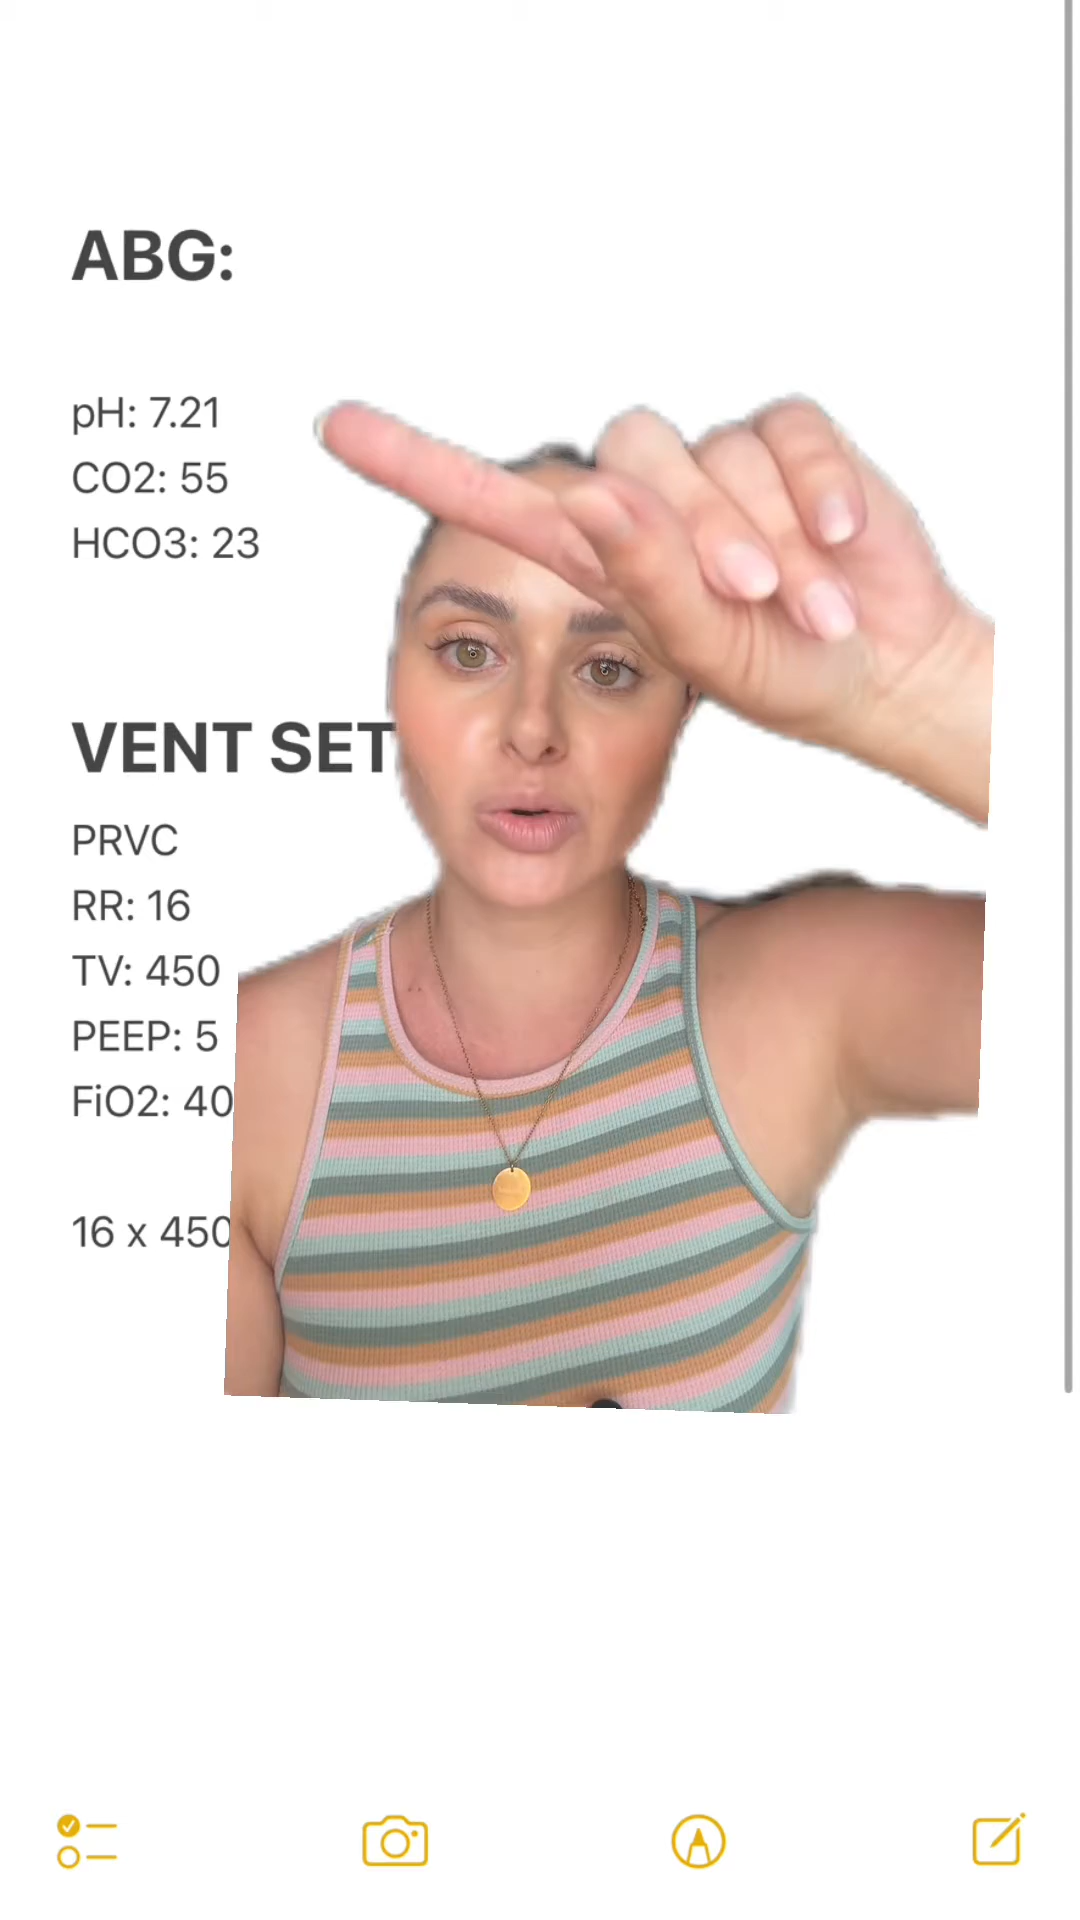 ABG:
pH: 7.21
CO2: 55
HCO3: 23
VENT SET
PRVC
RR: 16
TV: 450
PEEP: 5
FiO2: 40
16 x 450